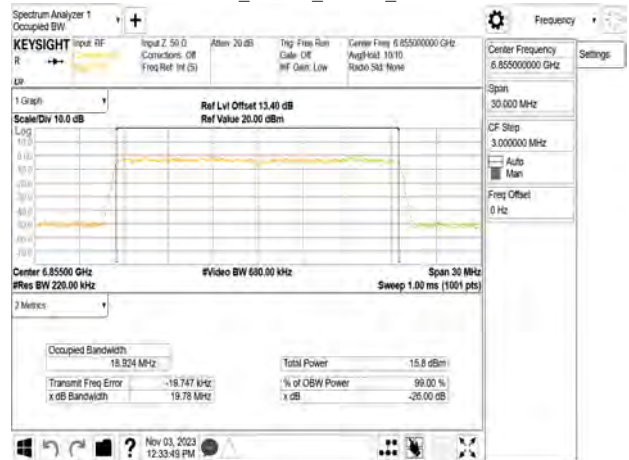 Spectrum Analyzer 1
Occupied BW
+
Frequency
KEYSIGHT
Input: RF
Input Z: 50 Ω
Corrections: Off
Freq Ref: Int (S)
Atten: 20 dB
Trig: Free Run
Gate: Off
#IF Gain: Low
Center Freq: 6.855000000 GHz
Avg|Hold: 10/10
Radio Std: None
R
Center Frequency
6.855000000 GHz
Settings
Span
30.000 MHz
CF Step
3.000000 MHz
Auto
Man
Freq Offset
0 Hz
1 Graph
Scale/Div 10.0 dB
Ref Lvl Offset 13.40 dB
Ref Value 20.00 dBm
Log
Center 6.85500 GHz
#Res BW 220.00 kHz
#Video BW 680.00 kHz
Span 30 MHz
Sweep 1.00 ms (1001 pts)
2 Metrics
Occupied Bandwidth
18.924 MHz
Total Power
15.8 dBm
Transmit Freq Error
-19.747 kHz
% of OBW Power
99.00 %
x dB Bandwidth
19.78 MHz
x dB
-26.00 dB
?
Nov 03, 2023
12:33:49 PM